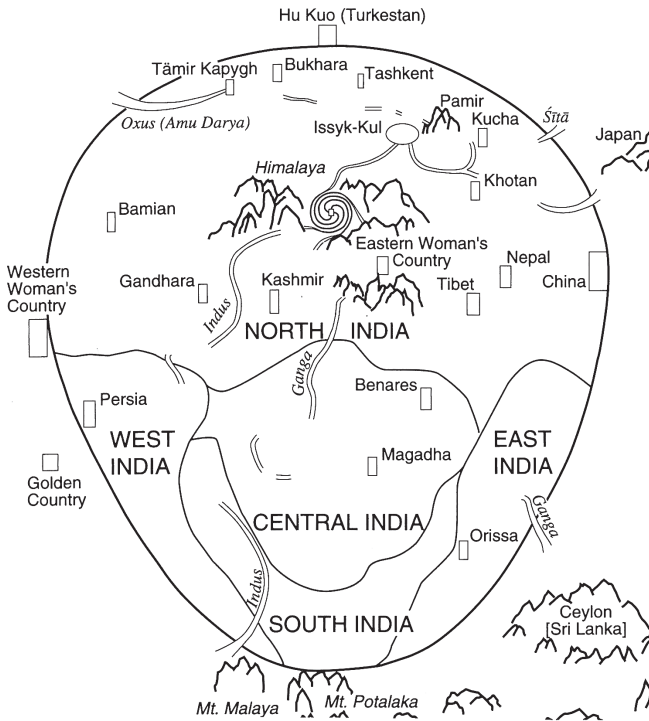 Hu Kuo (Turkestan)
Tämir Kapygh
Bukhara
Tashkent
Oxus (Amu Darya)
Issyk-Kul
Pamir
Kucha
Śītā
Japan
Himalaya
Khotan
Bamian
Eastern Woman's
Country
Nepal
China
Western
Woman's
Country
Gandhara
Kashmir
Tibet
Indus
NORTH INDIA
Ganga
Benares
Persia
WEST
INDIA
EAST
INDIA
Golden
Country
Magadha
CENTRAL INDIA
Ganga
Orissa
Indus
SOUTH INDIA
Ceylon
[Sri Lanka]
Mt. Malaya
Mt. Potalaka